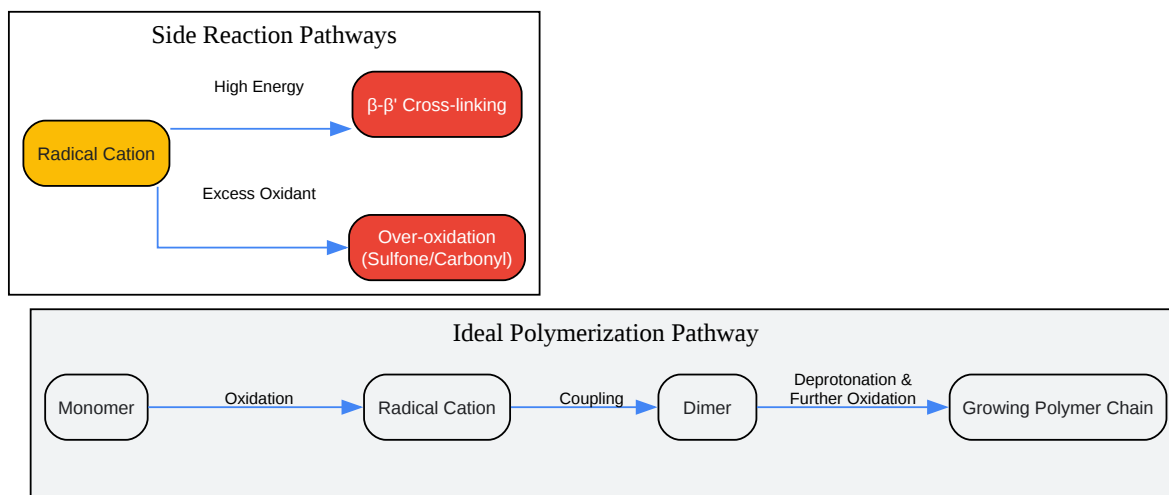 Side Reaction Pathways
High Energy
β-β' Cross-linking
Radical Cation
Excess Oxidant
Over-oxidation
(Sulfone/Carbonyl)
Ideal Polymerization Pathway
Monomer
Oxidation
Radical Cation
Coupling
Dimer
Deprotonation &
Further Oxidation
Growing Polymer Chain